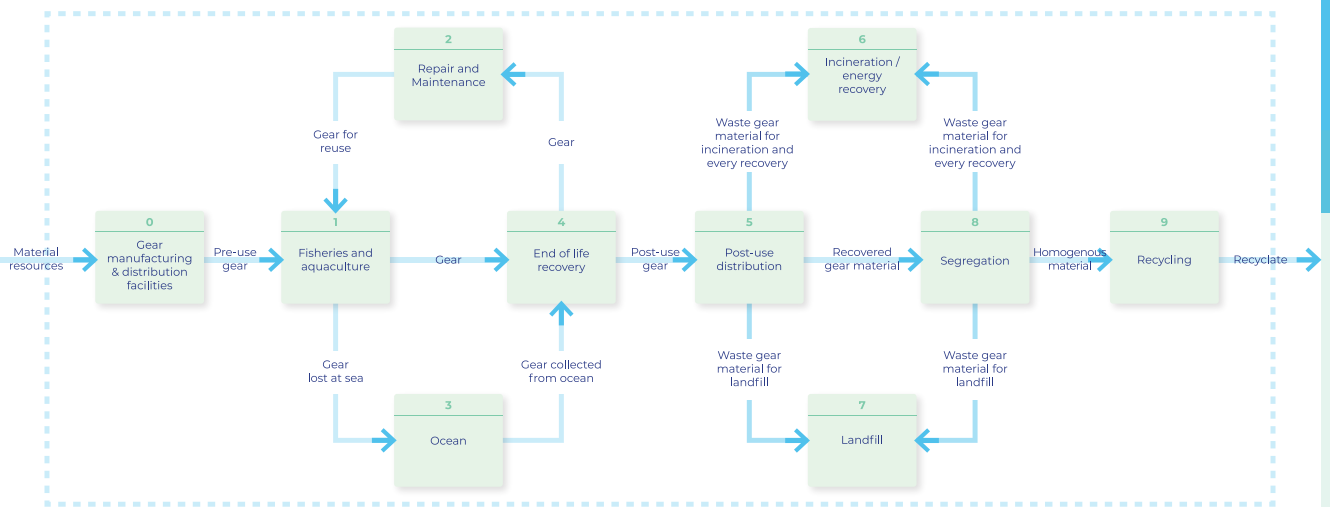 2
Repair and
Maintenance
6
Incineration /
energy
recovery
Gear for
reuse
Gear
Waste gear
material for
incineration and
every recovery
Waste gear
material for
incineration and
every recovery
Material
resources
0
Gear
manufacturing
& distribution
facilities
Pre-use
gear
1
Fisheries and
aquaculture
Gear
4
End of life
recovery
Post-use
gear
5
Post-use
distribution
Recovered
gear material
8
Segregation
Homogenous
material
9
Recycling
Recyclate
Gear
lost at sea
Gear collected
from ocean
Waste gear
material for
landfill
Waste gear
material for
landfill
3
Ocean
7
Landfill